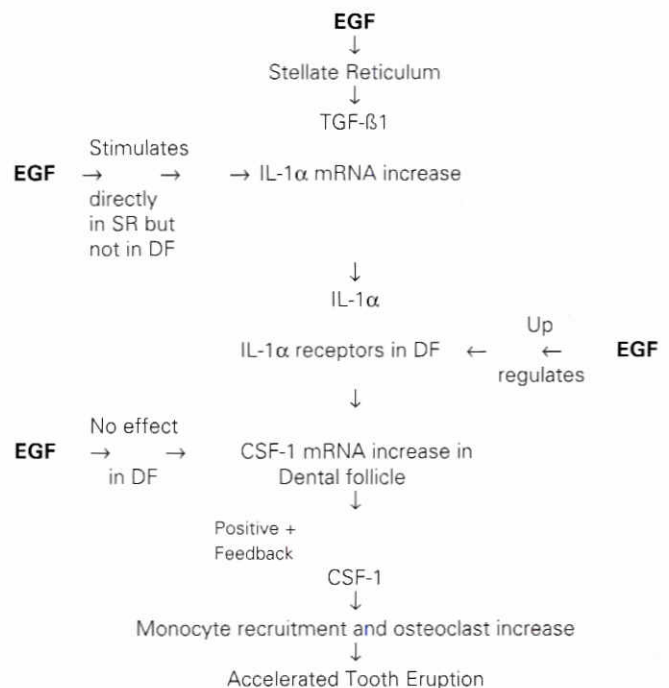 EGF
↓
Stellate Reticulum
↓
TGF-ß1
Stimulates
EGF → → → IL-1α mRNA increase
directly
in SR but
not in DF
↓
IL-1α
Up
IL-1α receptors in DF ← ← EGF
regulates
↓
No effect
EGF → → CSF-1 mRNA increase in
in DF Dental follicle
↓
Positive +
Feedback
CSF-1
↓
Monocyte recruitment and osteoclast increase
↓
Accelerated Tooth Eruption